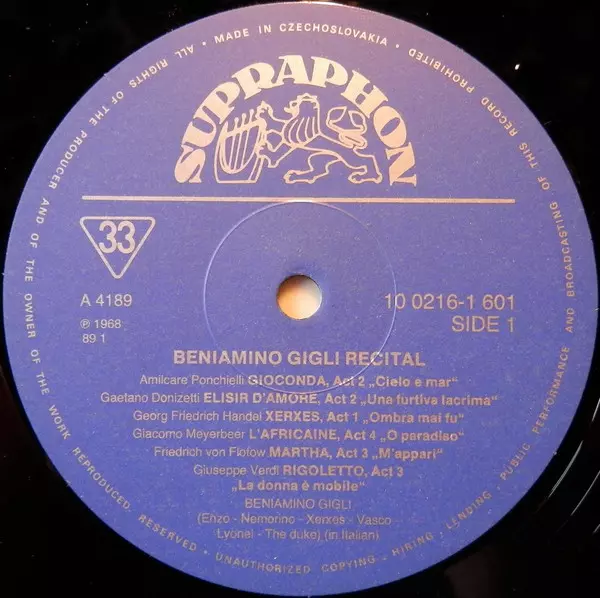 ALL RIGHTS OF THE PRODUCER AND OF THE OWNER OF THE WORK REPRODUCED RESERVED · UNAUTHORIZED COPYING · HIRING · LENDING · PUBLIC PERFORMANCE AND BROADCASTING OF THIS RECORD PROHIBITED
· MADE IN CZECHOSLOVAKIA ·
SUPRAPHON
33
A 4189
10 0216-1 601
℗ 1968
SIDE 1
89 1
BENIAMINO GIGLI RECITAL
Amilcare Ponchielli GIOCONDA, Act 2 „Cielo e mar“
Gaetano Donizetti ELISIR D'AMORE, Act 2 „Una furtiva lacrima“
Georg Friedrich Handel XERXES, Act 1 „Ombra mai fu“
Giacomo Meyerbeer L'AFRICAINE, Act 4 „O paradiso“
Friedrich von Flofow MARTHA, Act 3 „M'appari“
Giuseppe Verdi RIGOLETTO, Act 3
„La donna è mobile“
BENIAMINO GIGLI
(Enzo - Nemorino - Xerxes - Vasco
Lyonel - The duke) (in Italian)